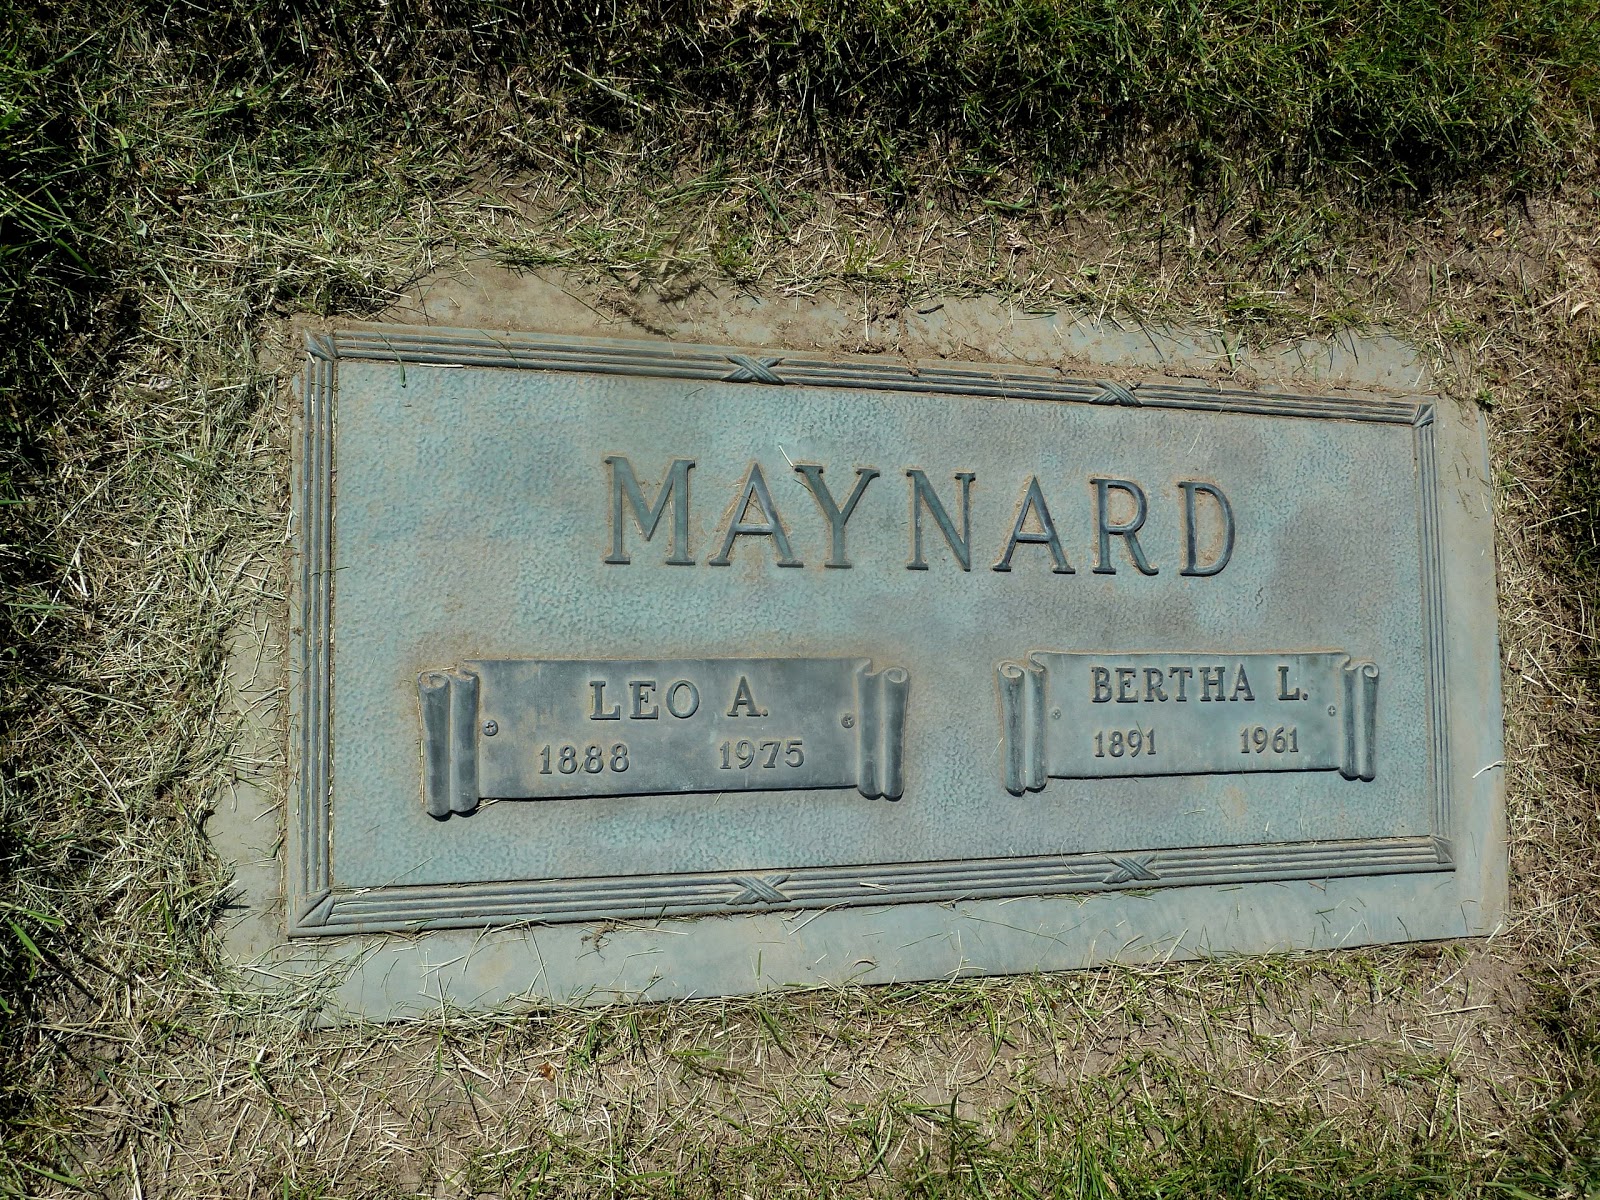 MAYNARD
LEO A.
1888 1975
BERTHA L.
1891 1961